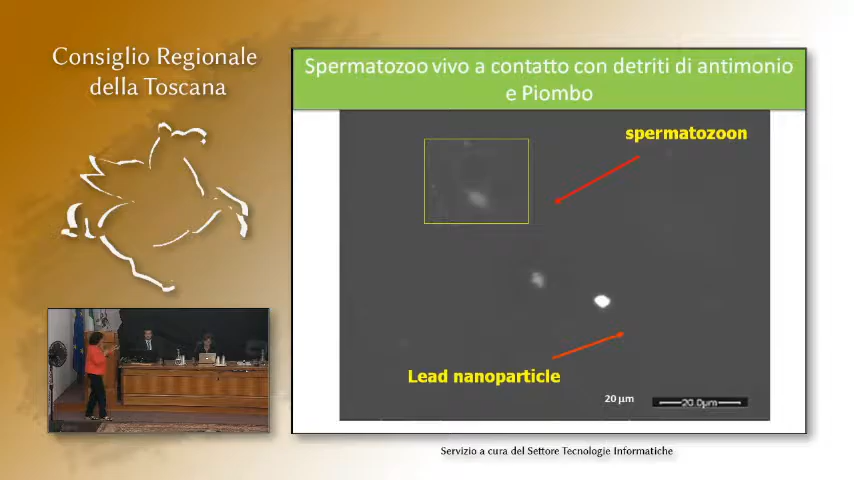 Consiglio Regionale
della Toscana
Spermatozoo vivo a contatto con detriti di antimonio
e Piombo
spermatozoon
Lead nanoparticle
20 µm
20.0µm
Servizio a cura del Settore Tecnologie Informatiche